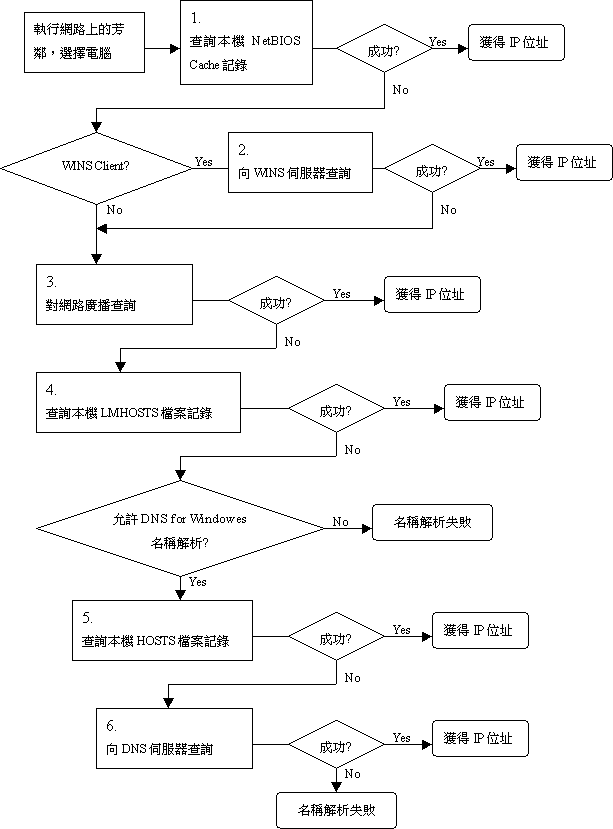 執行網路上的芳
鄰，選擇電腦
1.
查詢本機 NetBIOS
Cache 記錄
成功?
Yes
獲得 IP 位址
No
WINS Client?
Yes
2.
向 WINS 伺服器查詢
成功?
Yes
獲得 IP 位址
No
No
3.
對網路廣播查詢
成功?
Yes
獲得 IP 位址
No
4.
查詢本機 LMHOSTS 檔案記錄
成功?
Yes
獲得 IP 位址
No
允許 DNS for Windowes
名稱解析?
No
名稱解析失敗
Yes
5.
查詢本機 HOSTS 檔案記錄
成功?
Yes
獲得 IP 位址
No
6.
向 DNS 伺服器查詢
成功?
Yes
獲得 IP 位址
No
名稱解析失敗